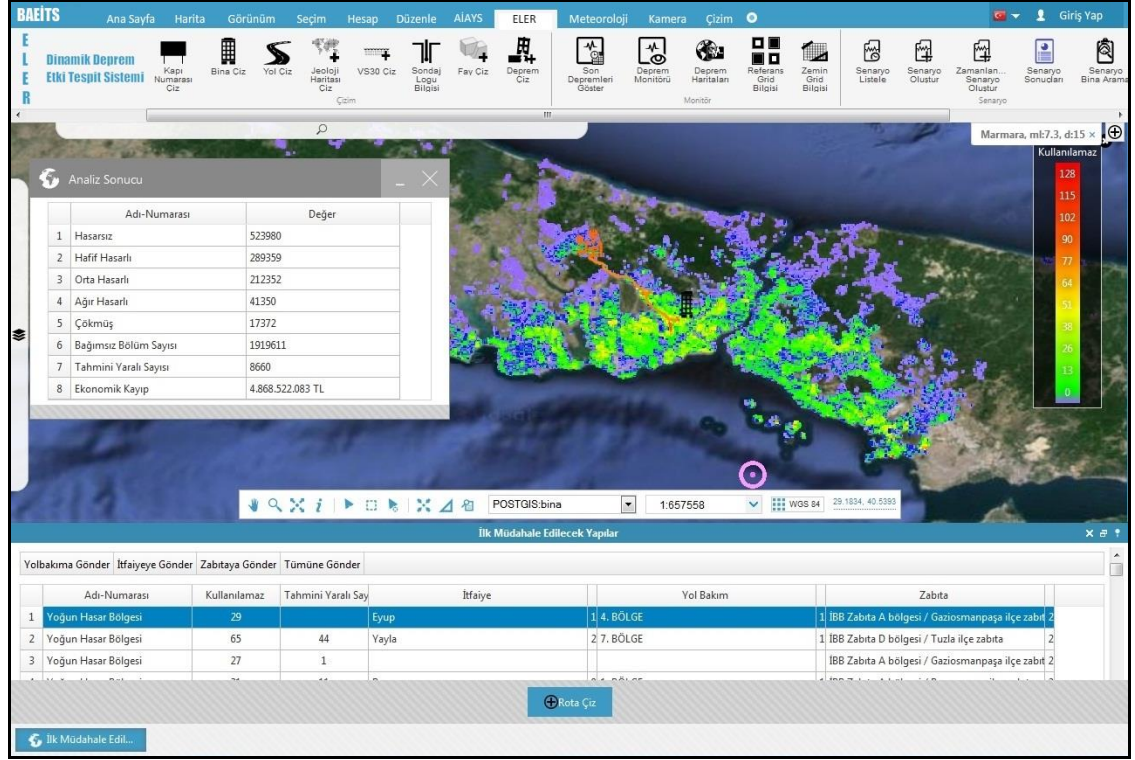 BAEİTS Ana Sayfa Harita Görünüm Seçim Hesap Düzenle AİAYS ELER Meteoroloji Kamera Çizim Giriş Yap
E
L
E
R
Dinamik Deprem
Etki Tespit Sistemi
Kapı
Numarası
Çiz
Bina Çiz
Yol Çiz
Jeoloji
Haritası
Çiz
VS30 Çiz
Sondaj
Logu
Bilgisi
Fay Çiz
Deprem
Çiz
Çizim
Son
Depremleri
Göster
Deprem
Monitörü
Deprem
Haritaları
Referans
Grid
Bilgisi
Zemin
Grid
Bilgisi
Monitör
Senaryo
Listele
Senaryo
Oluştur
Zamanlan...
Senaryo
Oluştur
Senaryo
Sonuçları
Senaryo
Bina Arama
Senaryo
Marmara, ml:7.3, d:15 ×
Kullanılamaz
128
115
102
90
77
64
51
38
26
13
0
Analiz Sonucu
Adı-Numarası Değer
1 Hasarsız 523980
2 Hafif Hasarlı 289359
3 Orta Hasarlı 212352
4 Ağır Hasarlı 41350
5 Çökmüş 17372
6 Bağımsız Bölüm Sayısı 1919611
7 Tahmini Yaralı Sayısı 8660
8 Ekonomik Kayıp 4.868.522.083 TL
POSTGIS:bina 1:657558 WGS 84 29.1834, 40.5393
İlk Müdahale Edilecek Yapılar
Yolbakıma Gönder İtfaiyeye Gönder Zabıtaya Gönder Tümüne Gönder
Adı-Numarası Kullanılamaz Tahmini Yaralı Say İtfaiye Yol Bakım Zabıta
1 Yoğun Hasar Bölgesi 29 Eyup 1 4. BÖLGE 1 İBB Zabıta A bölgesi / Gaziosmanpaşa ilçe zabıt 2
2 Yoğun Hasar Bölgesi 65 44 Yayla 2 7. BÖLGE 1 İBB Zabıta D bölgesi / Tuzla ilçe zabıta 2
3 Yoğun Hasar Bölgesi 27 1 İBB Zabıta A bölgesi / Gaziosmanpaşa ilçe zabıt 2
Rota Çiz
İlk Müdahale Edil...